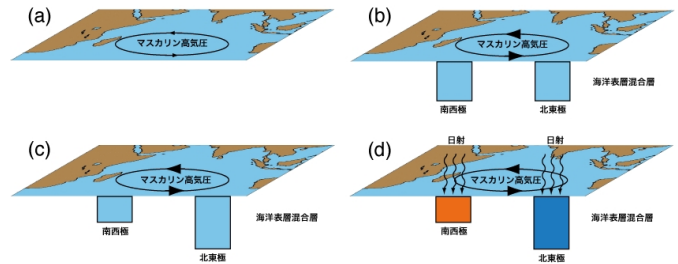 (a)
マスカリン高気圧
(b)
マスカリン高気圧
海洋表層混合層
南西極
北東極
(c)
マスカリン高気圧
海洋表層混合層
南西極
北東極
(d)
日射
日射
マスカリン高気圧
海洋表層混合層
南西極
北東極